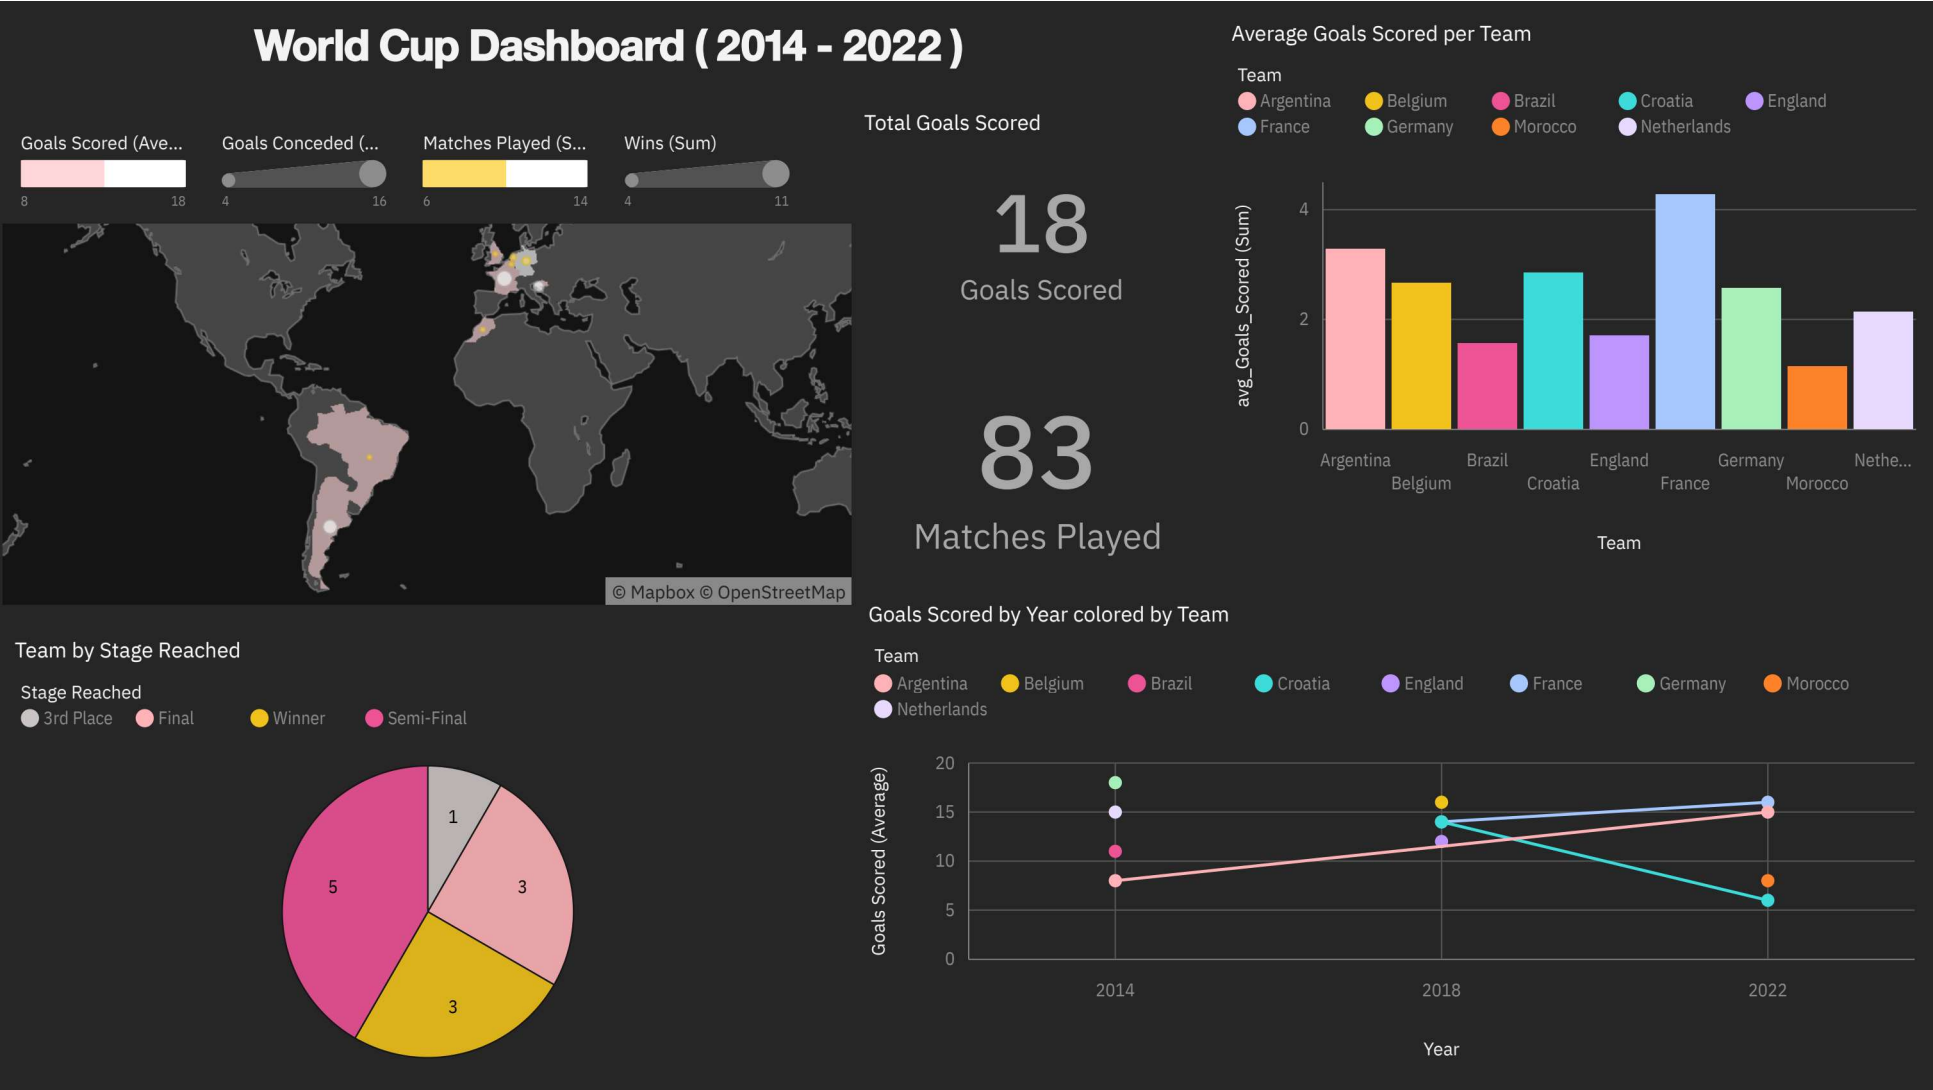 World Cup Dashboard ( 2014 - 2022 )
Goals Scored (Ave...
8 18
Goals Conceded (...
4 16
Matches Played (S...
6 14
Wins (Sum)
4 11
© Mapbox © OpenStreetMap
Total Goals Scored
18
Goals Scored
83
Matches Played
Average Goals Scored per Team
Team
Argentina Belgium Brazil Croatia England
France Germany Morocco Netherlands
avg_Goals_Scored (Sum)
4
2
0
Argentina Brazil England Germany Nethe...
Belgium Croatia France Morocco
Team
Team by Stage Reached
Stage Reached
3rd Place Final Winner Semi-Final
1
3
3
5
Goals Scored by Year colored by Team
Team
Argentina Belgium Brazil Croatia England France Germany Morocco
Netherlands
Goals Scored (Average)
20
15
10
5
0
2014 2018 2022
Year